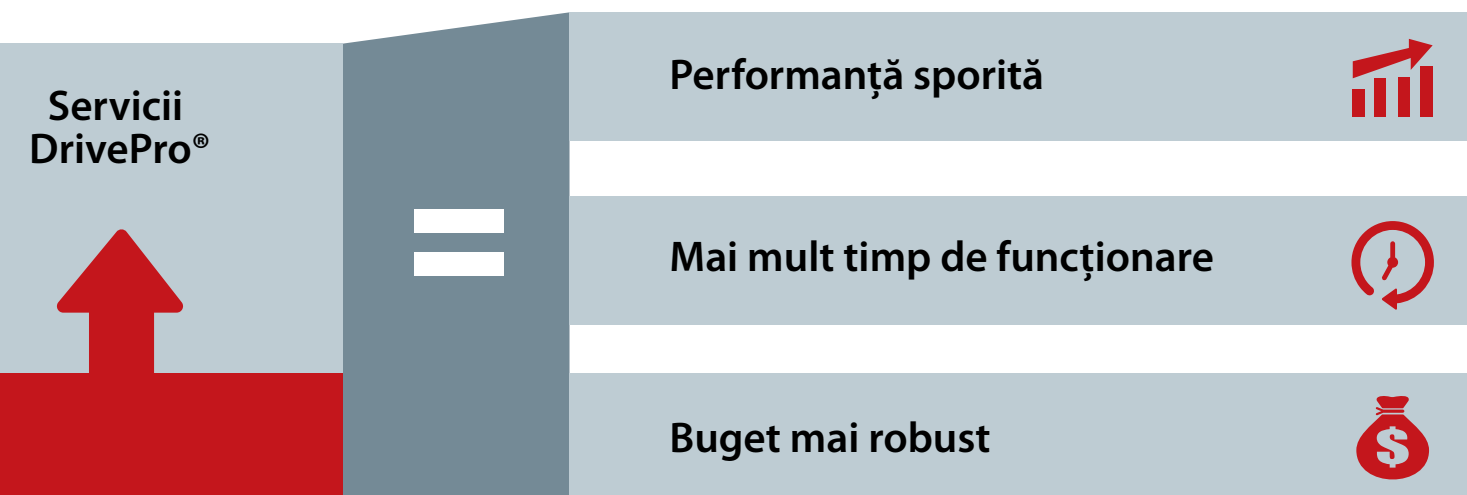 Servicii
DrivePro®
Performanță sporită
Mai mult timp de funcționare
Buget mai robust
$